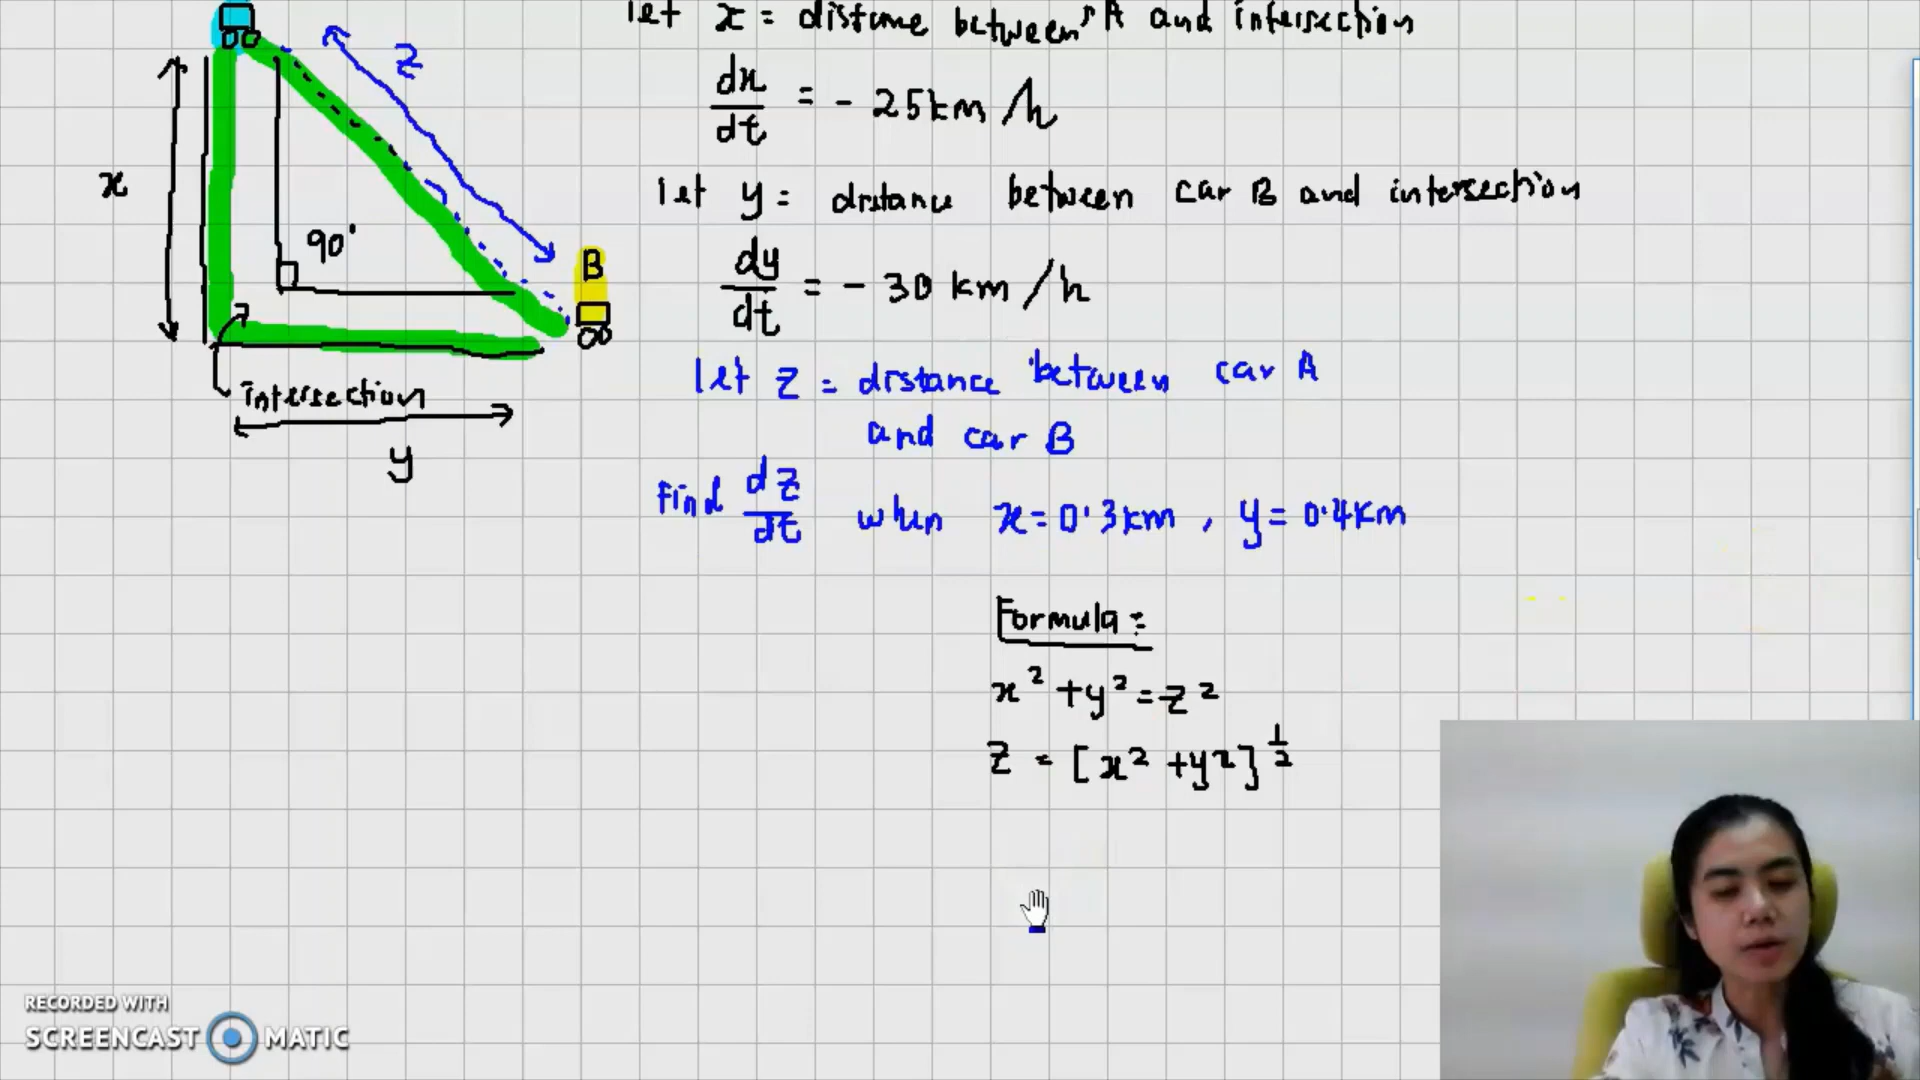 let x = distance between A and intersection
z
dx/dt = - 25km/h
x
let y = distance between car B and intersection
90°
B
dy/dt = - 30 km/h
let z = distance between car A
intersection
and car B
y
Find dz/dt when x = 0.3km, y = 0.4km
Formula:
x² + y² = z²
z = [x² + y²]^1/2
RECORDED WITH
SCREENCAST MATIC